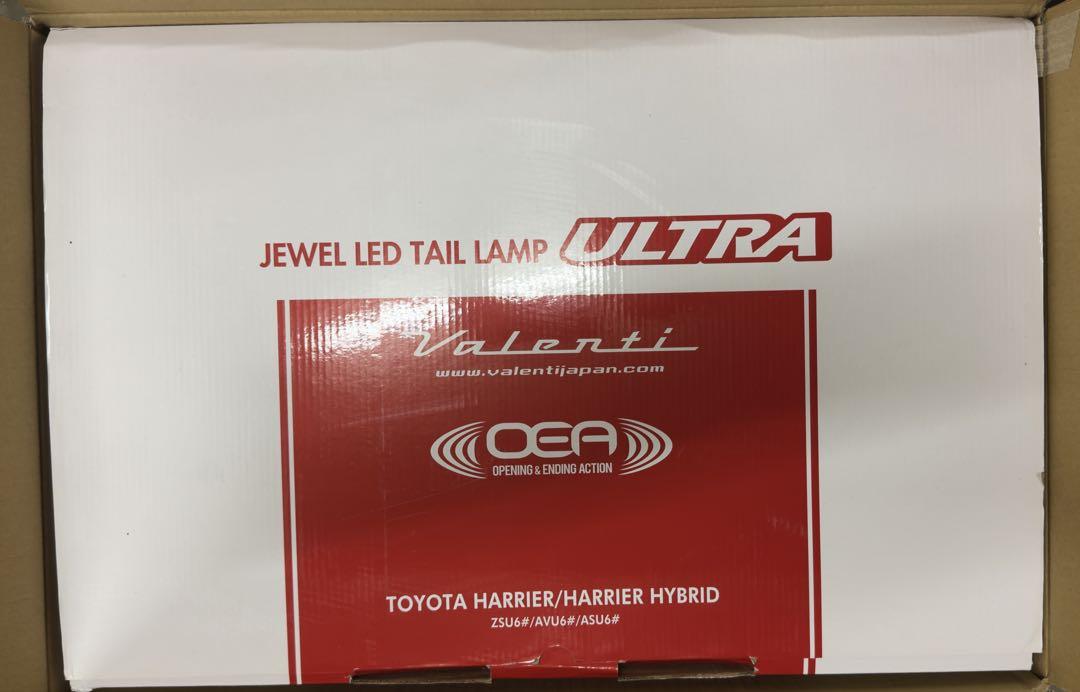 JEWEL LED TAIL LAMP ULTRA
Valenti
www.valentijapan.com
OEA
OPENING & ENDING ACTION
TOYOTA HARRIER/HARRIER HYBRID
ZSU6#/AVU6#/ASU6#